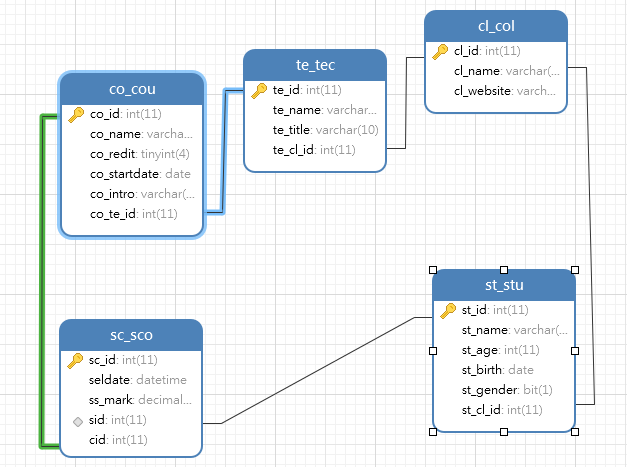 cl_col
cl_id: int(11)
cl_name: varchar(...
cl_website: varch...
te_tec
te_id: int(11)
te_name: varchar...
te_title: varchar(10)
te_cl_id: int(11)
co_cou
co_id: int(11)
co_name: varcha...
co_redit: tinyint(4)
co_startdate: date
co_intro: varchar(...
co_te_id: int(11)
st_stu
st_id: int(11)
st_name: varchar(...
st_age: int(11)
st_birth: date
st_gender: bit(1)
st_cl_id: int(11)
sc_sco
sc_id: int(11)
seldate: datetime
ss_mark: decimal...
sid: int(11)
cid: int(11)